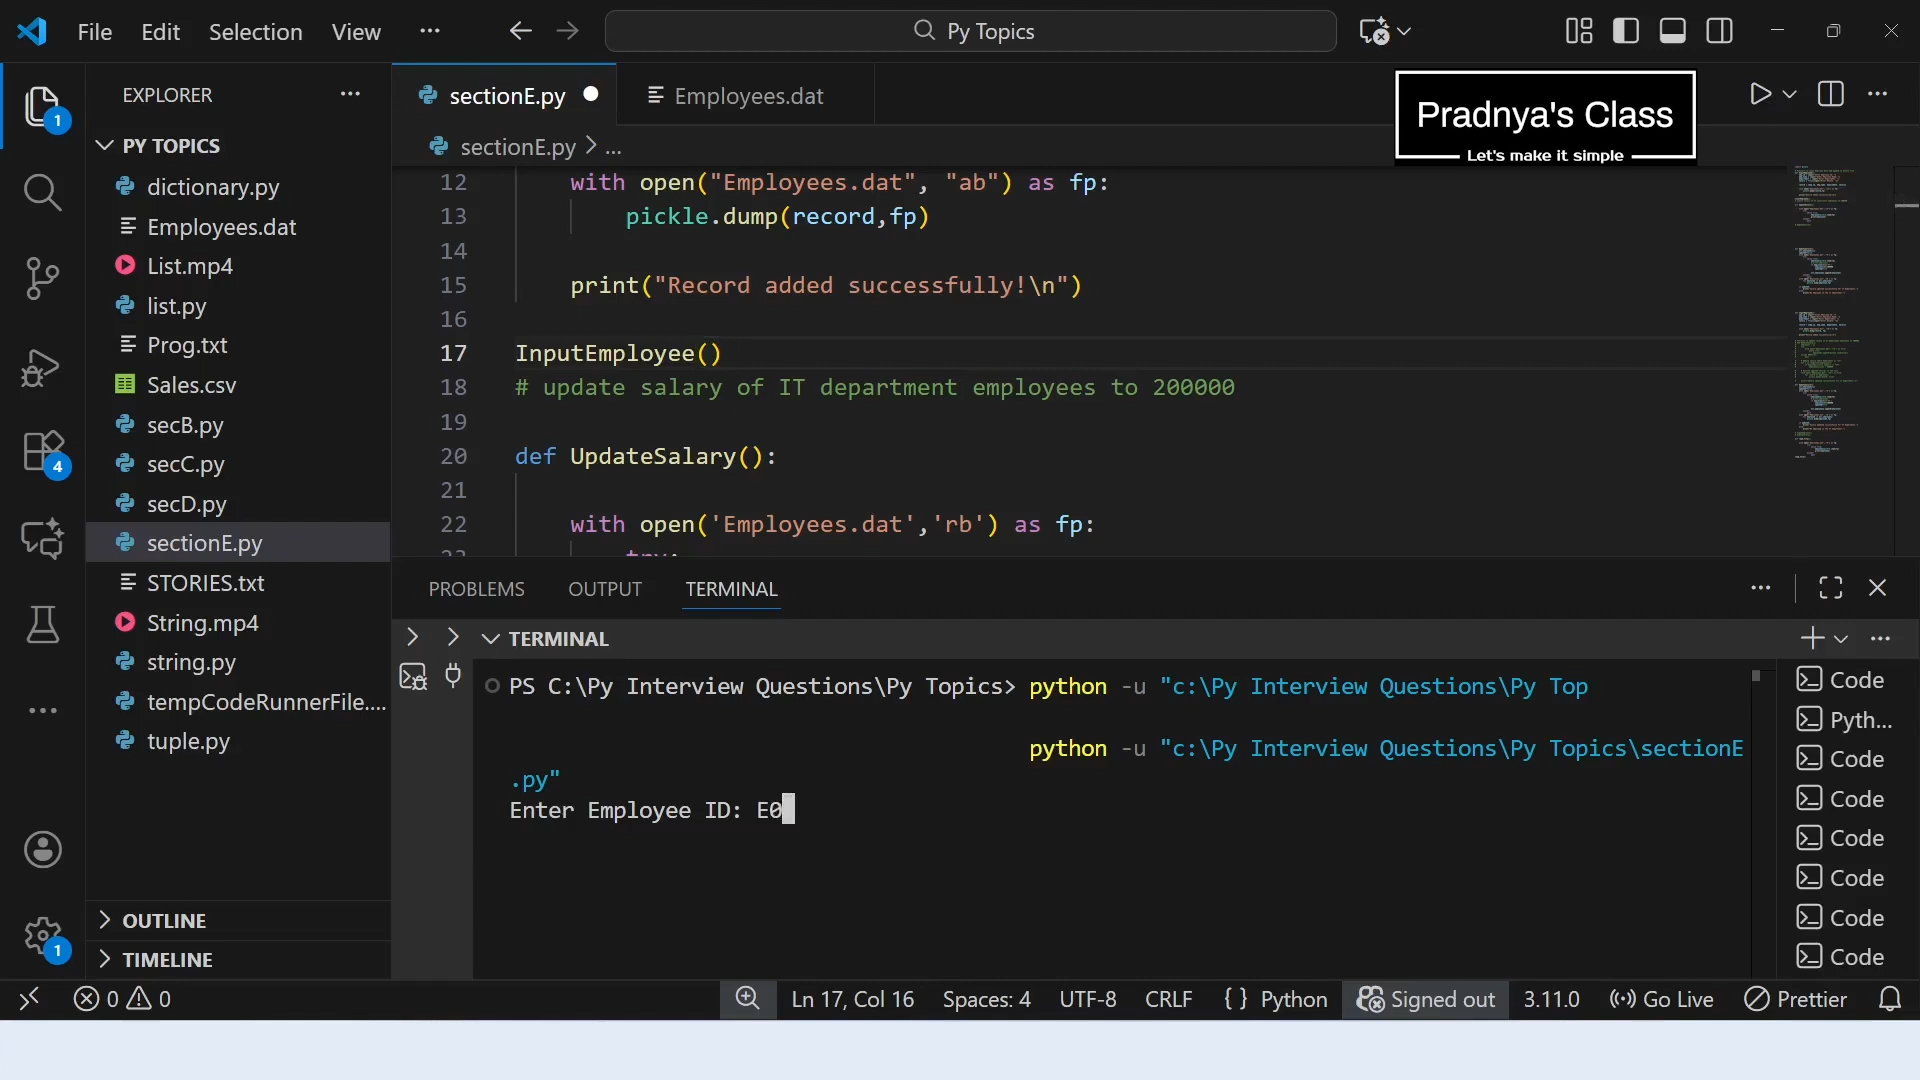 File Edit Selection View ... Py Topics
EXPLORER ...
1
PY TOPICS
dictionary.py
Employees.dat
List.mp4
list.py
Prog.txt
Sales.csv
secB.py
secC.py
secD.py
sectionE.py
STORIES.txt
String.mp4
string.py
tempCodeRunnerFile....
tuple.py
4
OUTLINE
TIMELINE
1
sectionE.py Employees.dat
Pradnya's Class
Let's make it simple
sectionE.py > ...
12 with open("Employees.dat", "ab") as fp:
13 pickle.dump(record,fp)
14
15 print("Record added successfully!\n")
16
17 InputEmployee()
18 # update salary of IT department employees to 200000
19
20 def UpdateSalary():
21
22 with open('Employees.dat','rb') as fp:
23 try:
PROBLEMS OUTPUT TERMINAL
TERMINAL
PS C:\Py Interview Questions\Py Topics> python -u "c:\Py Interview Questions\Py Top
python -u "c:\Py Interview Questions\Py Topics\sectionE
.py"
Enter Employee ID: E0
Code
Pyth...
Code
Code
Code
Code
Code
Code
0 0 Ln 17, Col 16 Spaces: 4 UTF-8 CRLF {} Python Signed out 3.11.0 Go Live Prettier